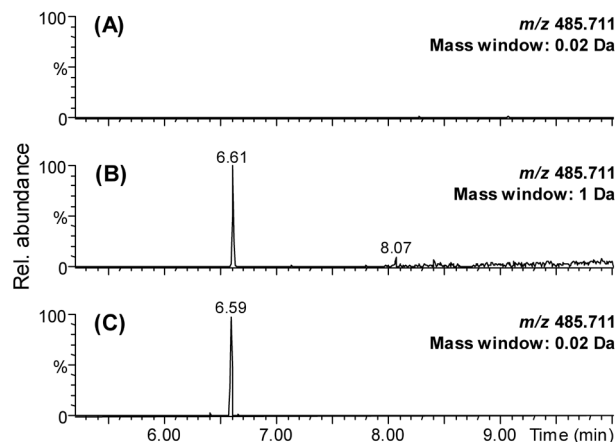 100
(A)
m/z 485.711
Mass window: 0.02 Da
%
0
Rel. abundance
100
(B)
6.61
m/z 485.711
Mass window: 1 Da
%
8.07
0
100
(C)
6.59
m/z 485.711
Mass window: 0.02 Da
%
0
6.00 7.00 8.00 9.00 Time (min)